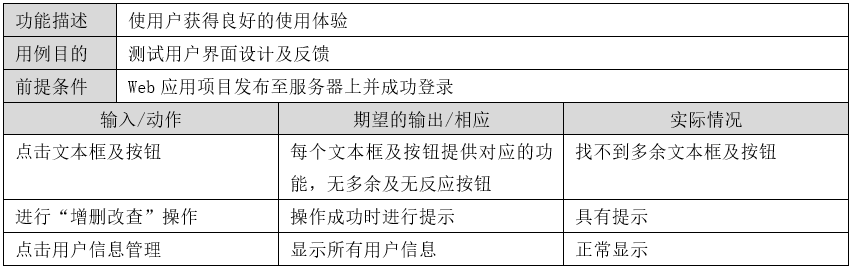 功能描述 使用户获得良好的使用体验
用例目的 测试用户界面设计及反馈
前提条件 Web 应用项目发布至服务器上并成功登录
输入/动作 期望的输出/相应 实际情况
点击文本框及按钮 每个文本框及按钮提供对应的功 找不到多余文本框及按钮
能，无多余及无反应按钮
进行“增删改查”操作 操作成功时进行提示 具有提示
点击用户信息管理 显示所有用户信息 正常显示